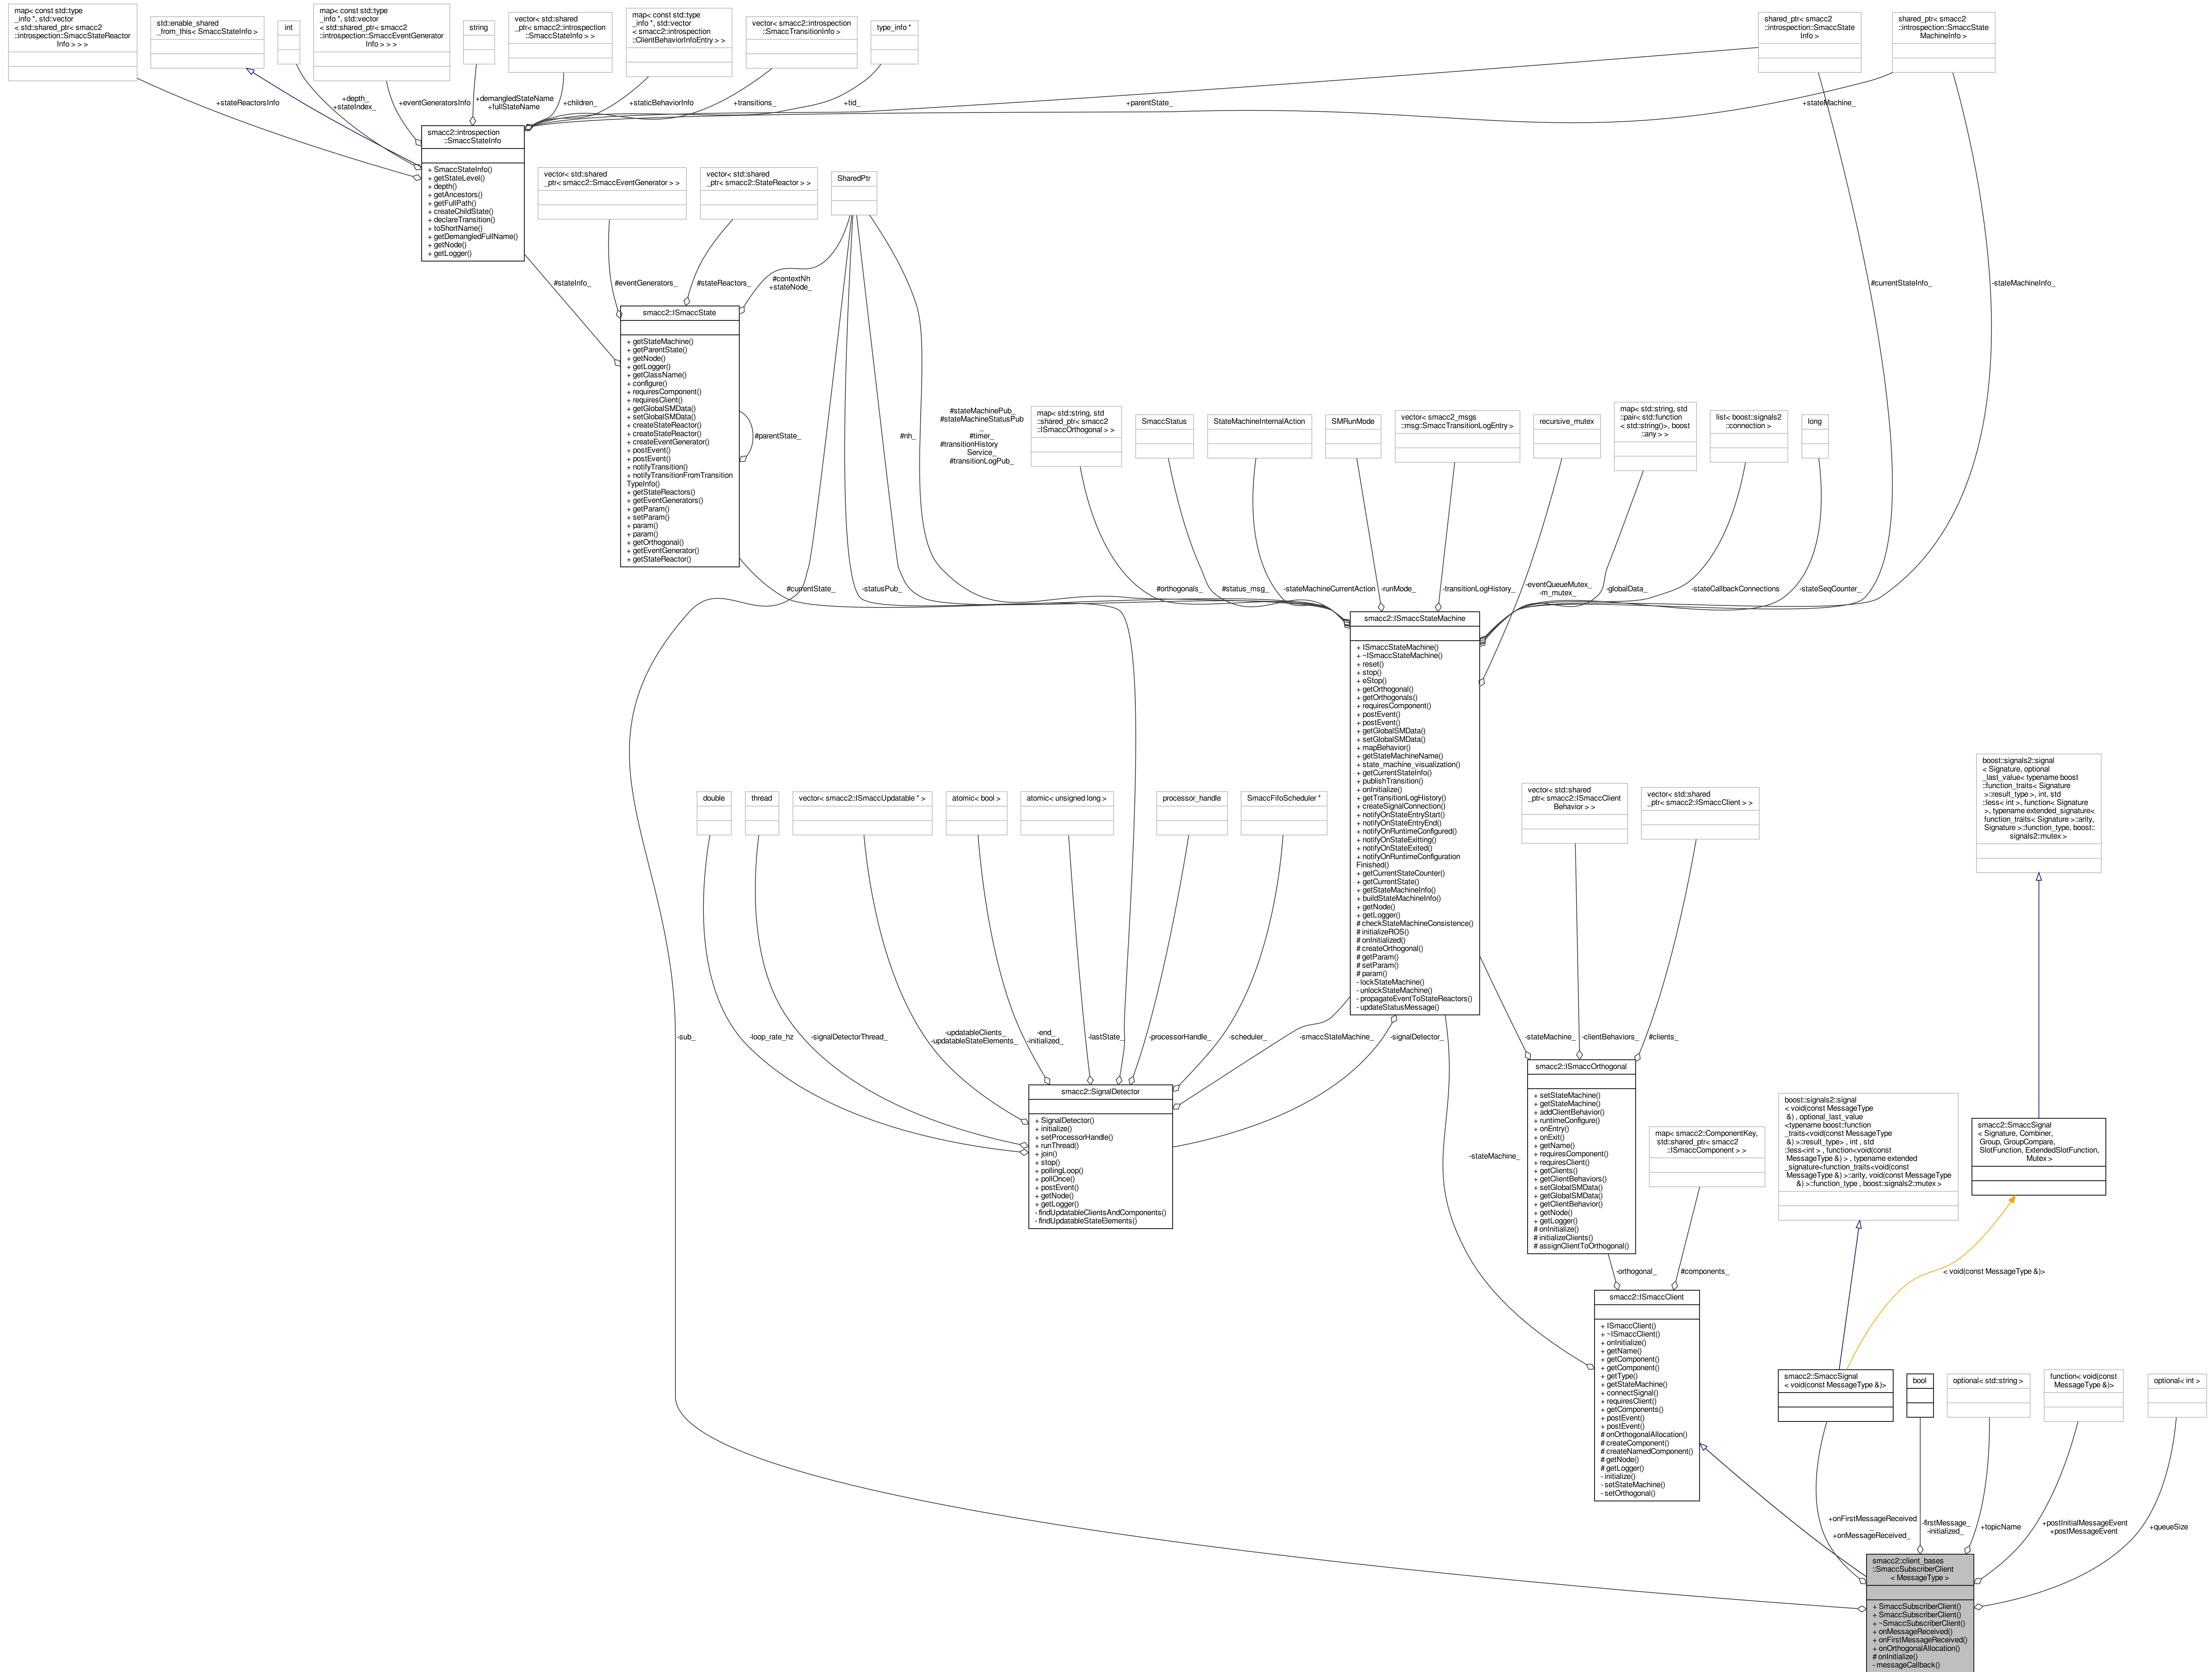 map< const std::type
_info *, std::vector
< std::shared_ptr< smacc2
::introspection::SmaccStateReactor
Info > > >
std::enable_shared
_from_this< SmaccStateInfo >
int
map< const std::type
_info *, std::vector
< std::shared_ptr< smacc2
::introspection::SmaccEventGenerator
Info > > >
string
vector< std::shared
_ptr< smacc2::introspection
::SmaccStateInfo > >
map< const std::type
_info *, std::vector
< smacc2::introspection
::ClientBehaviorInfoEntry > >
vector< smacc2::introspection
::SmaccTransitionInfo >
type_info *
shared_ptr< smacc2
::introspection::SmaccState
Info >
shared_ptr< smacc2
::introspection::SmaccState
MachineInfo >
+stateReactorsInfo
+depth_
+stateIndex_
+eventGeneratorsInfo
+demangledStateName
+fullStateName
+children_
+staticBehaviorInfo
+transitions_
+tid_
+parentState_
+stateMachine_
smacc2::introspection
::SmaccStateInfo
+ SmaccStateInfo()
+ getStateLevel()
+ depth()
+ getAncestors()
+ getFullPath()
+ createChildState()
+ declareTransition()
+ toShortName()
+ getDemangledFullName()
+ getNode()
+ getLogger()
vector< std::shared
_ptr< smacc2::SmaccEventGenerator > >
vector< std::shared
_ptr< smacc2::StateReactor > >
SharedPtr
#stateInfo_
#eventGenerators_
#stateReactors_
#contextNh
+stateNode_
#currentStateInfo_
-stateMachineInfo_
smacc2::ISmaccState
+ getStateMachine()
+ getParentState()
+ getNode()
+ getLogger()
+ getClassName()
+ configure()
+ requiresComponent()
+ requiresClient()
+ getGlobalSMData()
+ setGlobalSMData()
+ createStateReactor()
+ createStateReactor()
+ createEventGenerator()
+ postEvent()
+ postEvent()
+ notifyTransition()
+ notifyTransitionFromTransition
TypeInfo()
+ getStateReactors()
+ getEventGenerators()
+ getParam()
+ setParam()
+ param()
+ param()
+ getOrthogonal()
+ getEventGenerator()
+ getStateReactor()
#parentState_
#nh_
#stateMachinePub_
#stateMachineStatusPub
_
#timer_
#transitionHistory
Service_
#transitionLogPub_
map< std::string, std
::shared_ptr< smacc2
::ISmaccOrthogonal > >
SmaccStatus
StateMachineInternalAction
SMRunMode
vector< smacc2_msgs
::msg::SmaccTransitionLogEntry >
recursive_mutex
map< std::string, std
::pair< std::function
< std::string()>, boost
::any > >
list< boost::signals2
::connection >
long
#currentState_
-statusPub_
#orthogonals_
#status_msg_
-stateMachineCurrentAction
-runMode_
-transitionLogHistory_
-eventQueueMutex_
-m_mutex_
-globalData_
-stateCallbackConnections
-stateSeqCounter_
smacc2::ISmaccStateMachine
+ ISmaccStateMachine()
+ ~ISmaccStateMachine()
+ reset()
+ stop()
+ eStop()
+ getOrthogonal()
+ getOrthogonals()
+ requiresComponent()
+ postEvent()
+ postEvent()
+ getGlobalSMData()
+ setGlobalSMData()
+ mapBehavior()
+ getStateMachineName()
+ state_machine_visualization()
+ getCurrentStateInfo()
+ publishTransition()
+ onInitialize()
+ getTransitionLogHistory()
+ createSignalConnection()
+ notifyOnStateEntryStart()
+ notifyOnStateEntryEnd()
+ notifyOnRuntimeConfigured()
+ notifyOnStateExitting()
+ notifyOnStateExited()
+ notifyOnRuntimeConfiguration
Finished()
+ getCurrentStateCounter()
+ getCurrentState()
+ getStateMachineInfo()
+ buildStateMachineInfo()
+ getNode()
+ getLogger()
# checkStateMachineConsistence()
# initializeROS()
# onInitialized()
# createOrthogonal()
# getParam()
# setParam()
# param()
- lockStateMachine()
- unlockStateMachine()
- propagateEventToStateReactors()
- updateStatusMessage()
double
thread
vector< smacc2::ISmaccUpdatable * >
atomic< bool >
atomic< unsigned long >
processor_handle
SmaccFifoScheduler *
vector< std::shared
_ptr< smacc2::ISmaccClient
Behavior > >
vector< std::shared
_ptr< smacc2::ISmaccClient > >
boost::signals2::signal
< Signature, optional
_last_value< typename boost
::function_traits< Signature
>::result_type >, int, std
::less< int >, function< Signature
>, typename extended_signature<
function_traits< Signature >::arity,
Signature >::function_type, boost::
signals2::mutex >
-sub_
-loop_rate_hz
-signalDetectorThread_
-updatableClients_
-updatableStateElements_
-end_
-initialized_
-lastState_
-processorHandle_
-scheduler_
-smaccStateMachine_
-signalDetector_
-stateMachine_
-clientBehaviors_
#clients_
smacc2::SignalDetector
+ SignalDetector()
+ initialize()
+ setProcessorHandle()
+ runThread()
+ join()
+ stop()
+ pollingLoop()
+ pollOnce()
+ postEvent()
+ getNode()
+ getLogger()
- findUpdatableClientsAndComponents()
- findUpdatableStateElements()
smacc2::ISmaccOrthogonal
+ setStateMachine()
+ getStateMachine()
+ addClientBehavior()
+ runtimeConfigure()
+ onEntry()
+ onExit()
+ getName()
+ requiresComponent()
+ requiresClient()
+ getClients()
+ getClientBehaviors()
+ setGlobalSMData()
+ getGlobalSMData()
+ getClientBehavior()
+ getNode()
+ getLogger()
# onInitialize()
# initializeClients()
# assignClientToOrthogonal()
map< smacc2::ComponentKey,
std::shared_ptr< smacc2
::ISmaccComponent > >
boost::signals2::signal
< void(const MessageType
&) , optional_last_value
<typename boost::function
_traits<void(const MessageType
&) >::result_type> , int , std
::less<int > , function<void(const
MessageType &) > , typename extended
_signature<function_traits<void(const
MessageType &) >::arity, void(const MessageType
&) >::function_type , boost::signals2::mutex >
smacc2::SmaccSignal
< Signature, Combiner,
Group, GroupCompare,
SlotFunction, ExtendedSlotFunction,
Mutex >
-stateMachine_
-orthogonal_
#components_
< void(const MessageType &)>
smacc2::ISmaccClient
+ ISmaccClient()
+ ~ISmaccClient()
+ onInitialize()
+ getName()
+ getComponent()
+ getComponent()
+ getType()
+ getStateMachine()
+ connectSignal()
+ requiresClient()
+ getComponents()
+ postEvent()
+ postEvent()
# onOrthogonalAllocation()
# createComponent()
# createNamedComponent()
# getNode()
# getLogger()
- initialize()
- setStateMachine()
- setOrthogonal()
smacc2::SmaccSignal
< void(const MessageType &)>
bool
optional< std::string >
function< void(const
MessageType &)>
optional< int >
+onFirstMessageReceived
_
+onMessageReceived_
-firstMessage_
-initialized_
+topicName
+postInitialMessageEvent
+postMessageEvent
+queueSize
smacc2::client_bases
::SmaccSubscriberClient
< MessageType >
+ SmaccSubscriberClient()
+ SmaccSubscriberClient()
+ ~SmaccSubscriberClient()
+ onMessageReceived()
+ onFirstMessageReceived()
+ onOrthogonalAllocation()
# onInitialize()
- messageCallback()